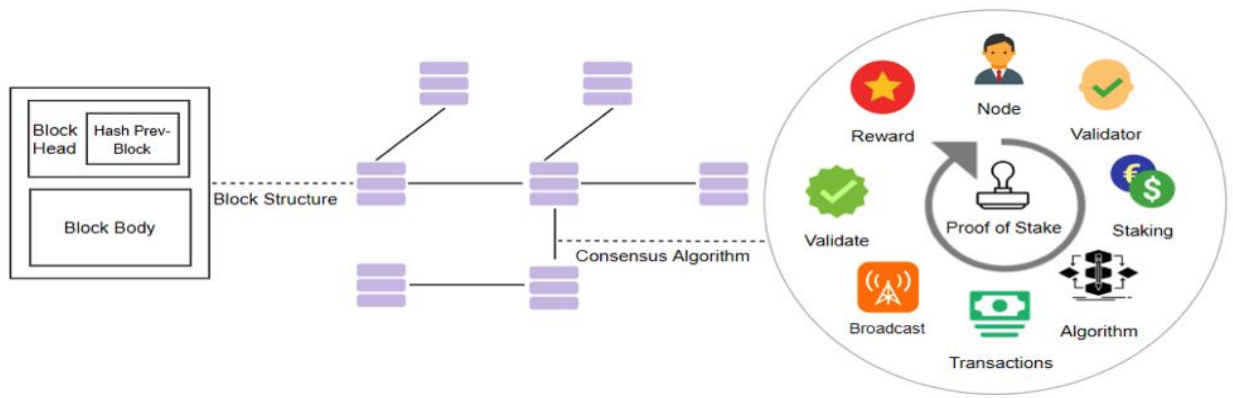 Block
Head
Hash Prev-
Block
Block Body
Block Structure
Consensus Algorithm
Node
Validator
Staking
Algorithm
Transactions
Broadcast
Validate
Reward
Proof of Stake
€
$